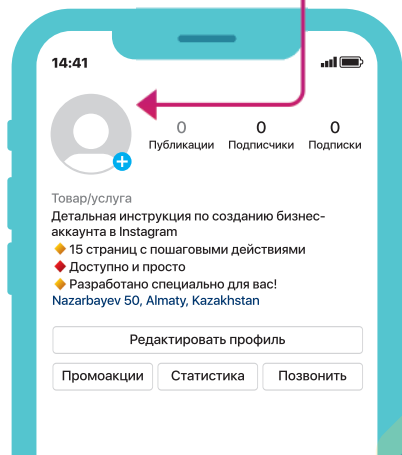 14:41
0 0 0
Публикации Подписчики Подписки
Товар/услуга
Детальная инструкция по созданию бизнес-
аккаунта в Instagram
15 страниц с пошаговыми действиями
Доступно и просто
Разработано специально для вас!
Nazarbayev 50, Almaty, Kazakhstan
Редактировать профиль
Промоакции Статистика Позвонить